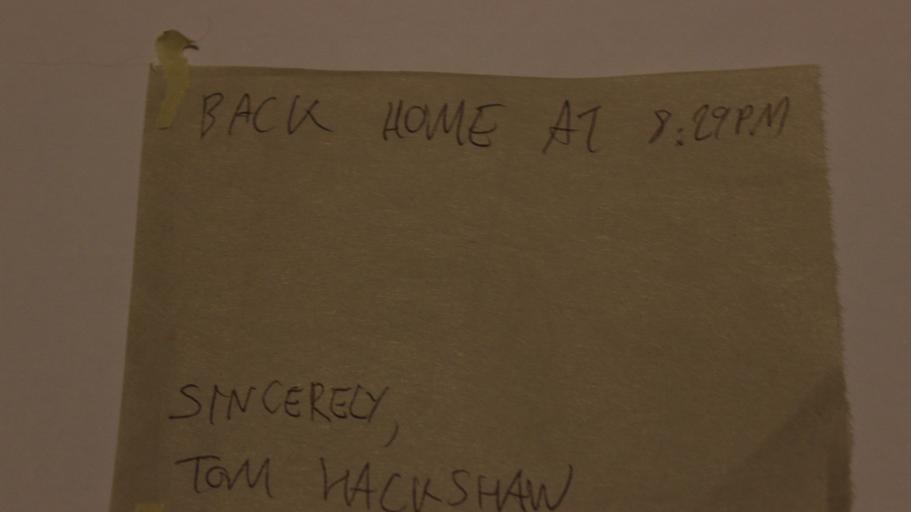 BACK HOME AT 8:29PM
SINCERELY,
TOM HACKSHAW